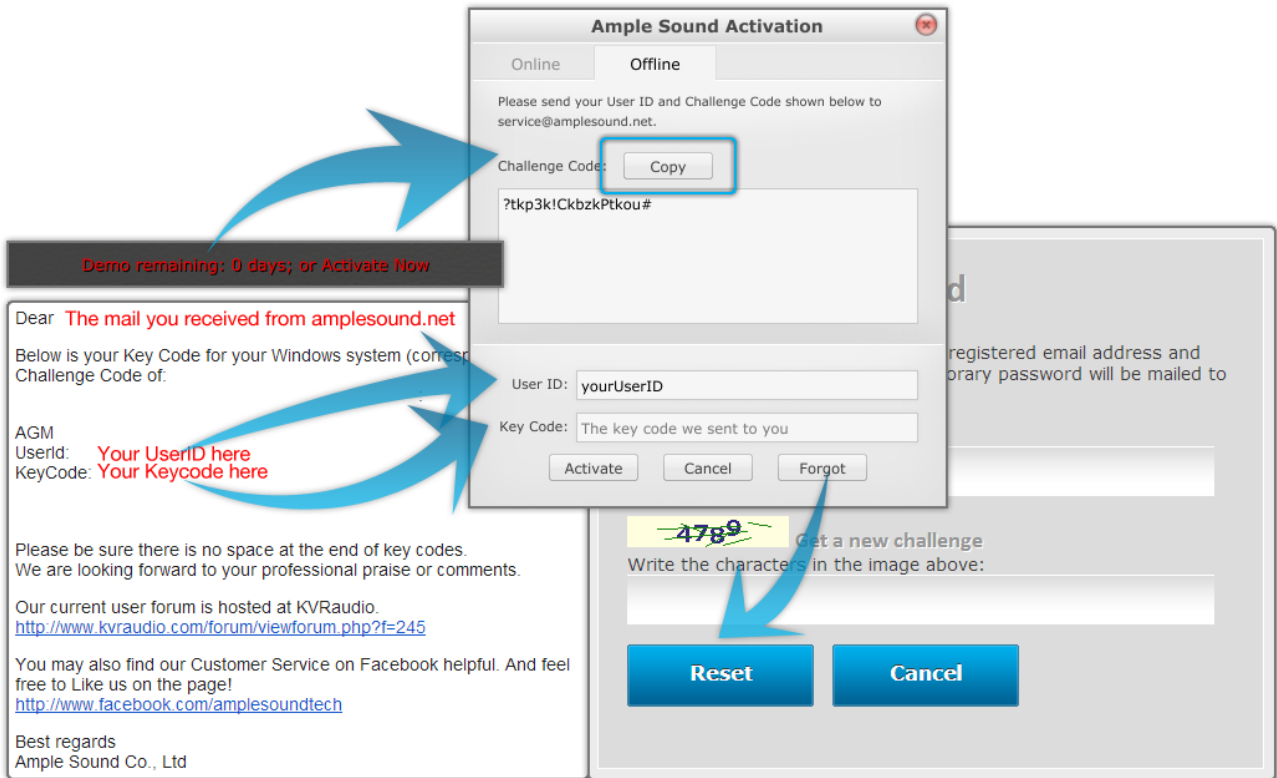 Ample Sound Activation
Online
Offline
Please send your User ID and Challenge Code shown below to
service@amplesound.net.
Challenge Code:
Copy
?tkp3k!CkbzkPtkou#
User ID:
yourUserID
Key Code:
The key code we sent to you
Activate
Cancel
Forgot
Demo remaining: 0 days; or Activate Now
Dear The mail you received from amplesound.net
Below is your Key Code for your Windows system (corresp
Challenge Code of:
AGM
UserId: Your UserID here
KeyCode: Your Keycode here
Please be sure there is no space at the end of key codes.
We are looking forward to your professional praise or comments.
Our current user forum is hosted at KVRaudio.
http://www.kvraudio.com/forum/viewforum.php?f=245
You may also find our Customer Service on Facebook helpful. And feel
free to Like us on the page!
http://www.facebook.com/amplesoundtech
Best regards
Ample Sound Co., Ltd
d
registered email address and
orary password will be mailed to
4789
Get a new challenge
Write the characters in the image above:
Reset
Cancel